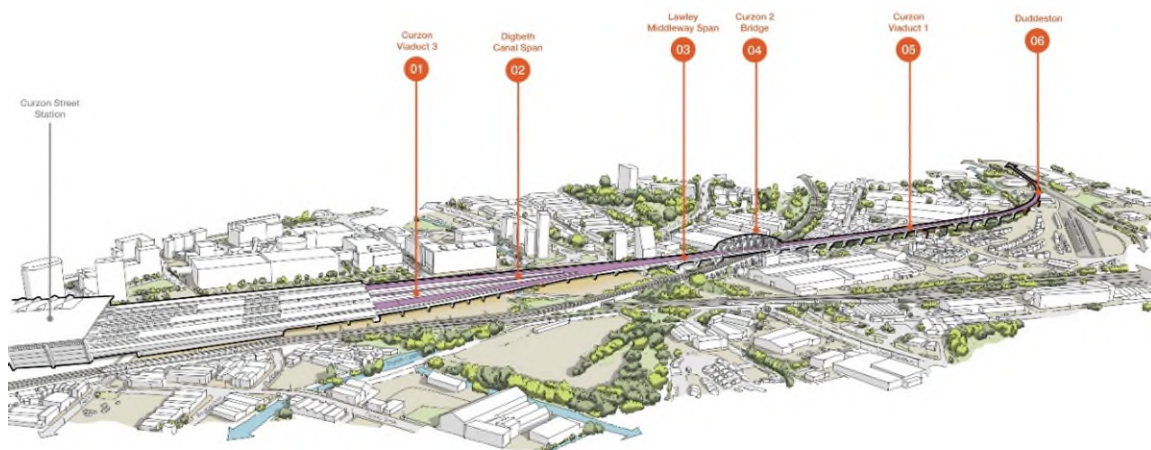 Curzon Street
Station
Curzon
Viaduct 3
01
Digbeth
Canal Span
02
Lawley
Middleway Span
03
Curzon 2
Bridge
04
Curzon
Viaduct 1
05
Duddeston
06